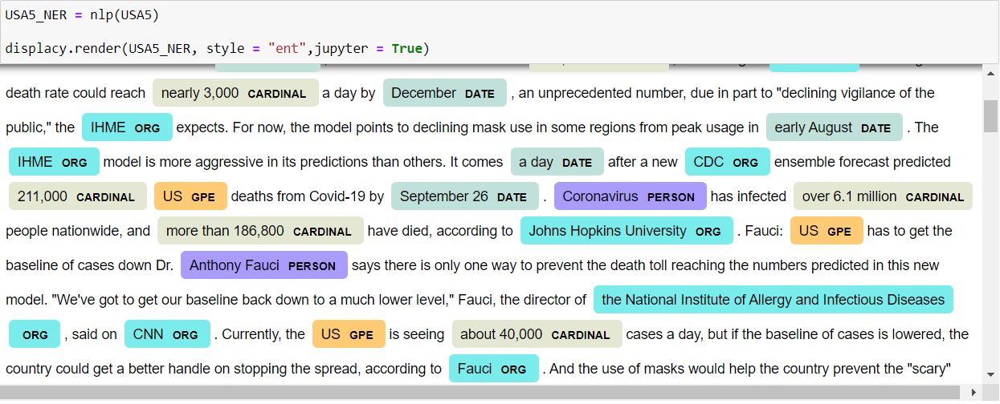 USA5_NER = nlp(USA5)
displacy.render(USA5_NER, style = "ent",jupyter = True)
death rate could reach nearly 3,000 CARDINAL a day by December DATE , an unprecedented number, due in part to "declining vigilance of the
public," the IHME ORG expects. For now, the model points to declining mask use in some regions from peak usage in early August DATE . The
IHME ORG model is more aggressive in its predictions than others. It comes a day DATE after a new CDC ORG ensemble forecast predicted
211,000 CARDINAL US GPE deaths from Covid-19 by September 26 DATE . Coronavirus PERSON has infected over 6.1 million CARDINAL
people nationwide, and more than 186,800 CARDINAL have died, according to Johns Hopkins University ORG . Fauci: US GPE has to get the
baseline of cases down Dr. Anthony Fauci PERSON says there is only one way to prevent the death toll reaching the numbers predicted in this new
model. "We've got to get our baseline back down to a much lower level," Fauci, the director of the National Institute of Allergy and Infectious Diseases
ORG , said on CNN ORG . Currently, the US GPE is seeing about 40,000 CARDINAL cases a day, but if the baseline of cases is lowered, the
country could get a better handle on stopping the spread, according to Fauci ORG . And the use of masks would help the country prevent the "scary"